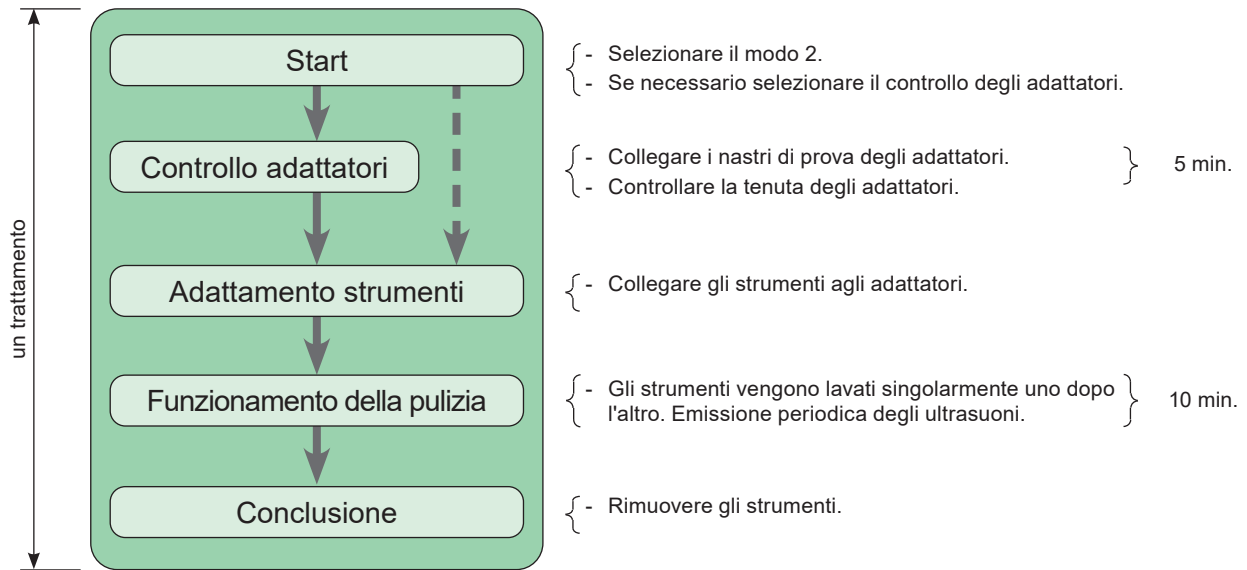 un trattamento
Start
- Selezionare il modo 2.
- Se necessario selezionare il controllo degli adattatori.
Controllo adattatori
- Collegare i nastri di prova degli adattatori.
- Controllare la tenuta degli adattatori.
5 min.
Adattamento strumenti
- Collegare gli strumenti agli adattatori.
Funzionamento della pulizia
- Gli strumenti vengono lavati singolarmente uno dopo
l'altro. Emissione periodica degli ultrasuoni.
10 min.
Conclusione
- Rimuovere gli strumenti.